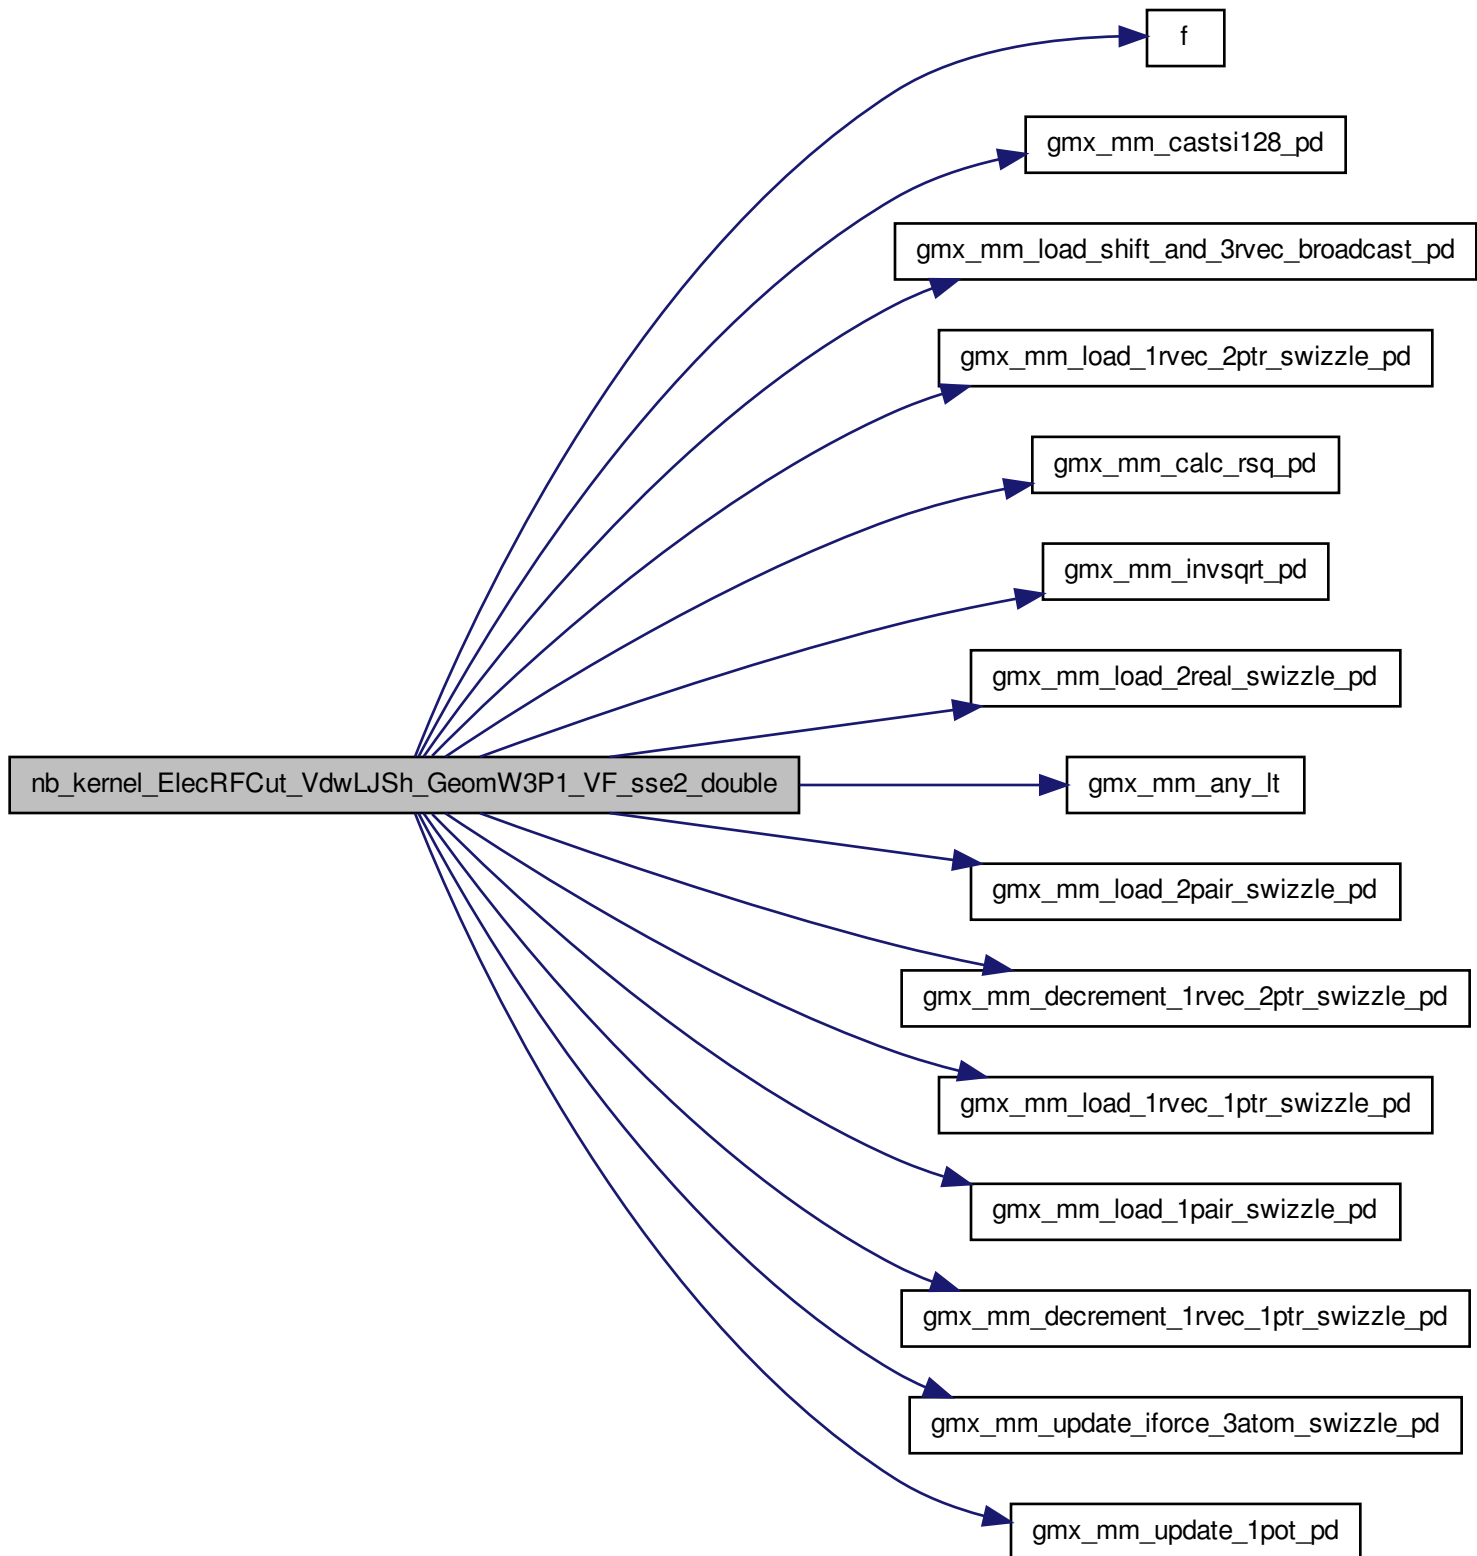 f
gmx_mm_castsi128_pd
gmx_mm_load_shift_and_3rvec_broadcast_pd
gmx_mm_load_1rvec_2ptr_swizzle_pd
gmx_mm_calc_rsq_pd
gmx_mm_invsqrt_pd
gmx_mm_load_2real_swizzle_pd
nb_kernel_ElecRFCut_VdwLJSh_GeomW3P1_VF_sse2_double
gmx_mm_any_lt
gmx_mm_load_2pair_swizzle_pd
gmx_mm_decrement_1rvec_2ptr_swizzle_pd
gmx_mm_load_1rvec_1ptr_swizzle_pd
gmx_mm_load_1pair_swizzle_pd
gmx_mm_decrement_1rvec_1ptr_swizzle_pd
gmx_mm_update_iforce_3atom_swizzle_pd
gmx_mm_update_1pot_pd